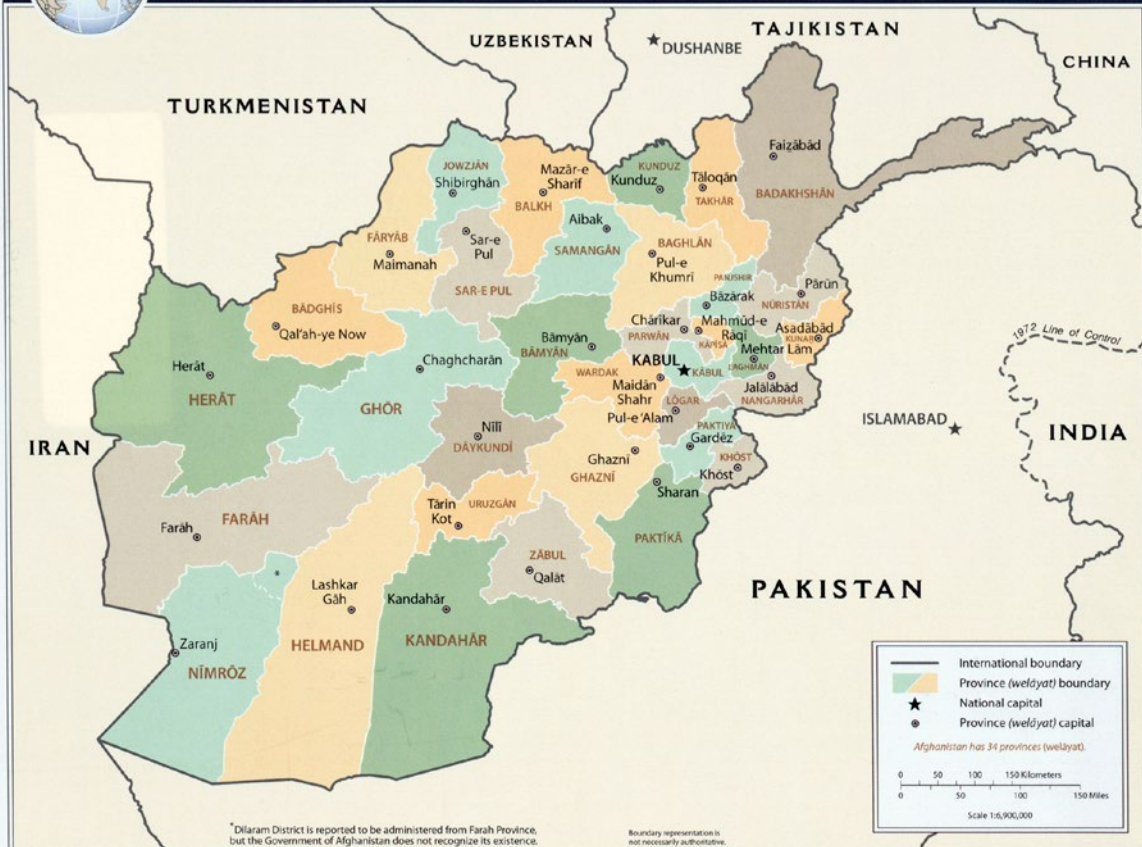 UZBEKISTAN
DUSHANBE
TAJIKISTAN
CHINA
TURKMENISTAN
JOWZJĀN
Shibirghān
Mazār-e
Sharīf
BALKH
KUNDUZ
Kunduz
Tāloqān
TAKHĀR
Faiẕābād
BADAKHSHĀN
FĀRYĀB
Maimanah
Sar-e
Pul
SAR-E PUL
Aibak
SAMANGĀN
BAGHLĀN
Pul-e
Khumrī
PANJSHIR
Bāzārak
Pārūn
NŪRISTĀN
BĀDGHĪS
Qal'ah-ye Now
Chārīkar
PARWĀN
Mahmūd-e
Rāqī
KĀPĪSĀ
Asadābād
KUNAR
Mehtar
Lām
LAGHMĀN
Bāmyān
BĀMYĀN
KABUL
KĀBUL
WARDAK
Maidān
Shahr
Jalālābād
NANGARHĀR
1972 Line of Control
Herāt
HERĀT
Chaghcharān
GHŌR
Pul-e 'Alam
LŌGAR
PAKTIYĀ
Gardēz
KHŌST
Khōst
ISLAMABAD
INDIA
IRAN
Nīlī
DĀYKUNDĪ
Ghaznī
GHAZNĪ
Sharan
PAKTĪKĀ
Tārīn
Kot
URUZGĀN
Farāh
FARĀH
ZĀBUL
Qalāt
*
Lashkar
Gāh
HELMAND
Kandahār
KANDAHĀR
PAKISTAN
Zaranj
NĪMRŌZ
International boundary
Province (welāyat) boundary
National capital
Province (welāyat) capital
Afghanistan has 34 provinces (welāyat).
0 50 100 150 Kilometers
0 50 100 150 Miles
Scale 1:6,900,000
*Dilaram District is reported to be administered from Farah Province,
but the Government of Afghanistan does not recognize its existence.
Boundary representation is
not necessarily authoritative.